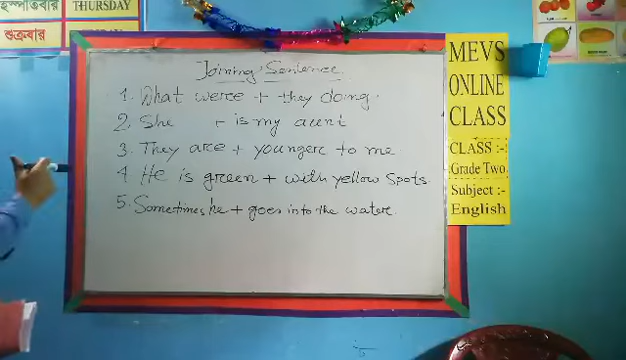 বৃহস্পতিবার THURSDAY
শুক্রবার
Joining Sentence
1. What were + they doing.
2. She + is my aunt
3. They are + younger to me
4. He is green + with yellow spots.
5. Sometimes he + goes into the water.
MEVS
ONLINE
CLASS
CLASS :-
Grade Two
Subject :-
English